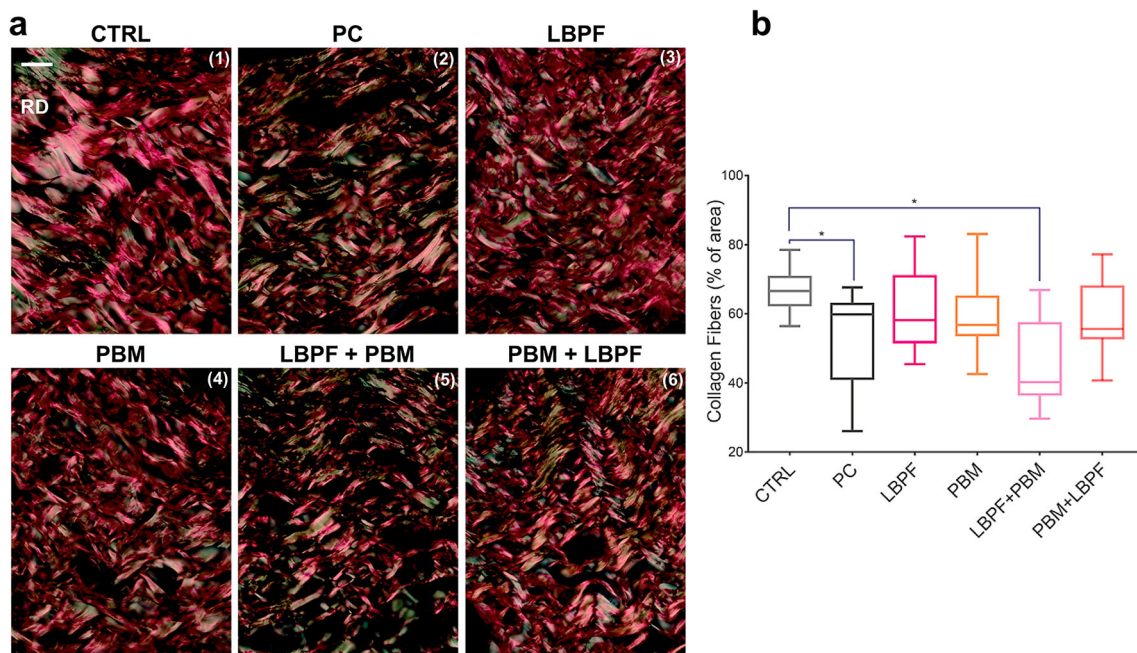 a
b
CTRL
PC
LBPF
(1)
(2)
(3)
RD
PBM
LBPF + PBM
PBM + LBPF
(4)
(5)
(6)
Collagen Fibers (% of area)
100
80
60
40
20
*
*
CTRL
PC
LBPF
PBM
LBPF+PBM
PBM+LBPF